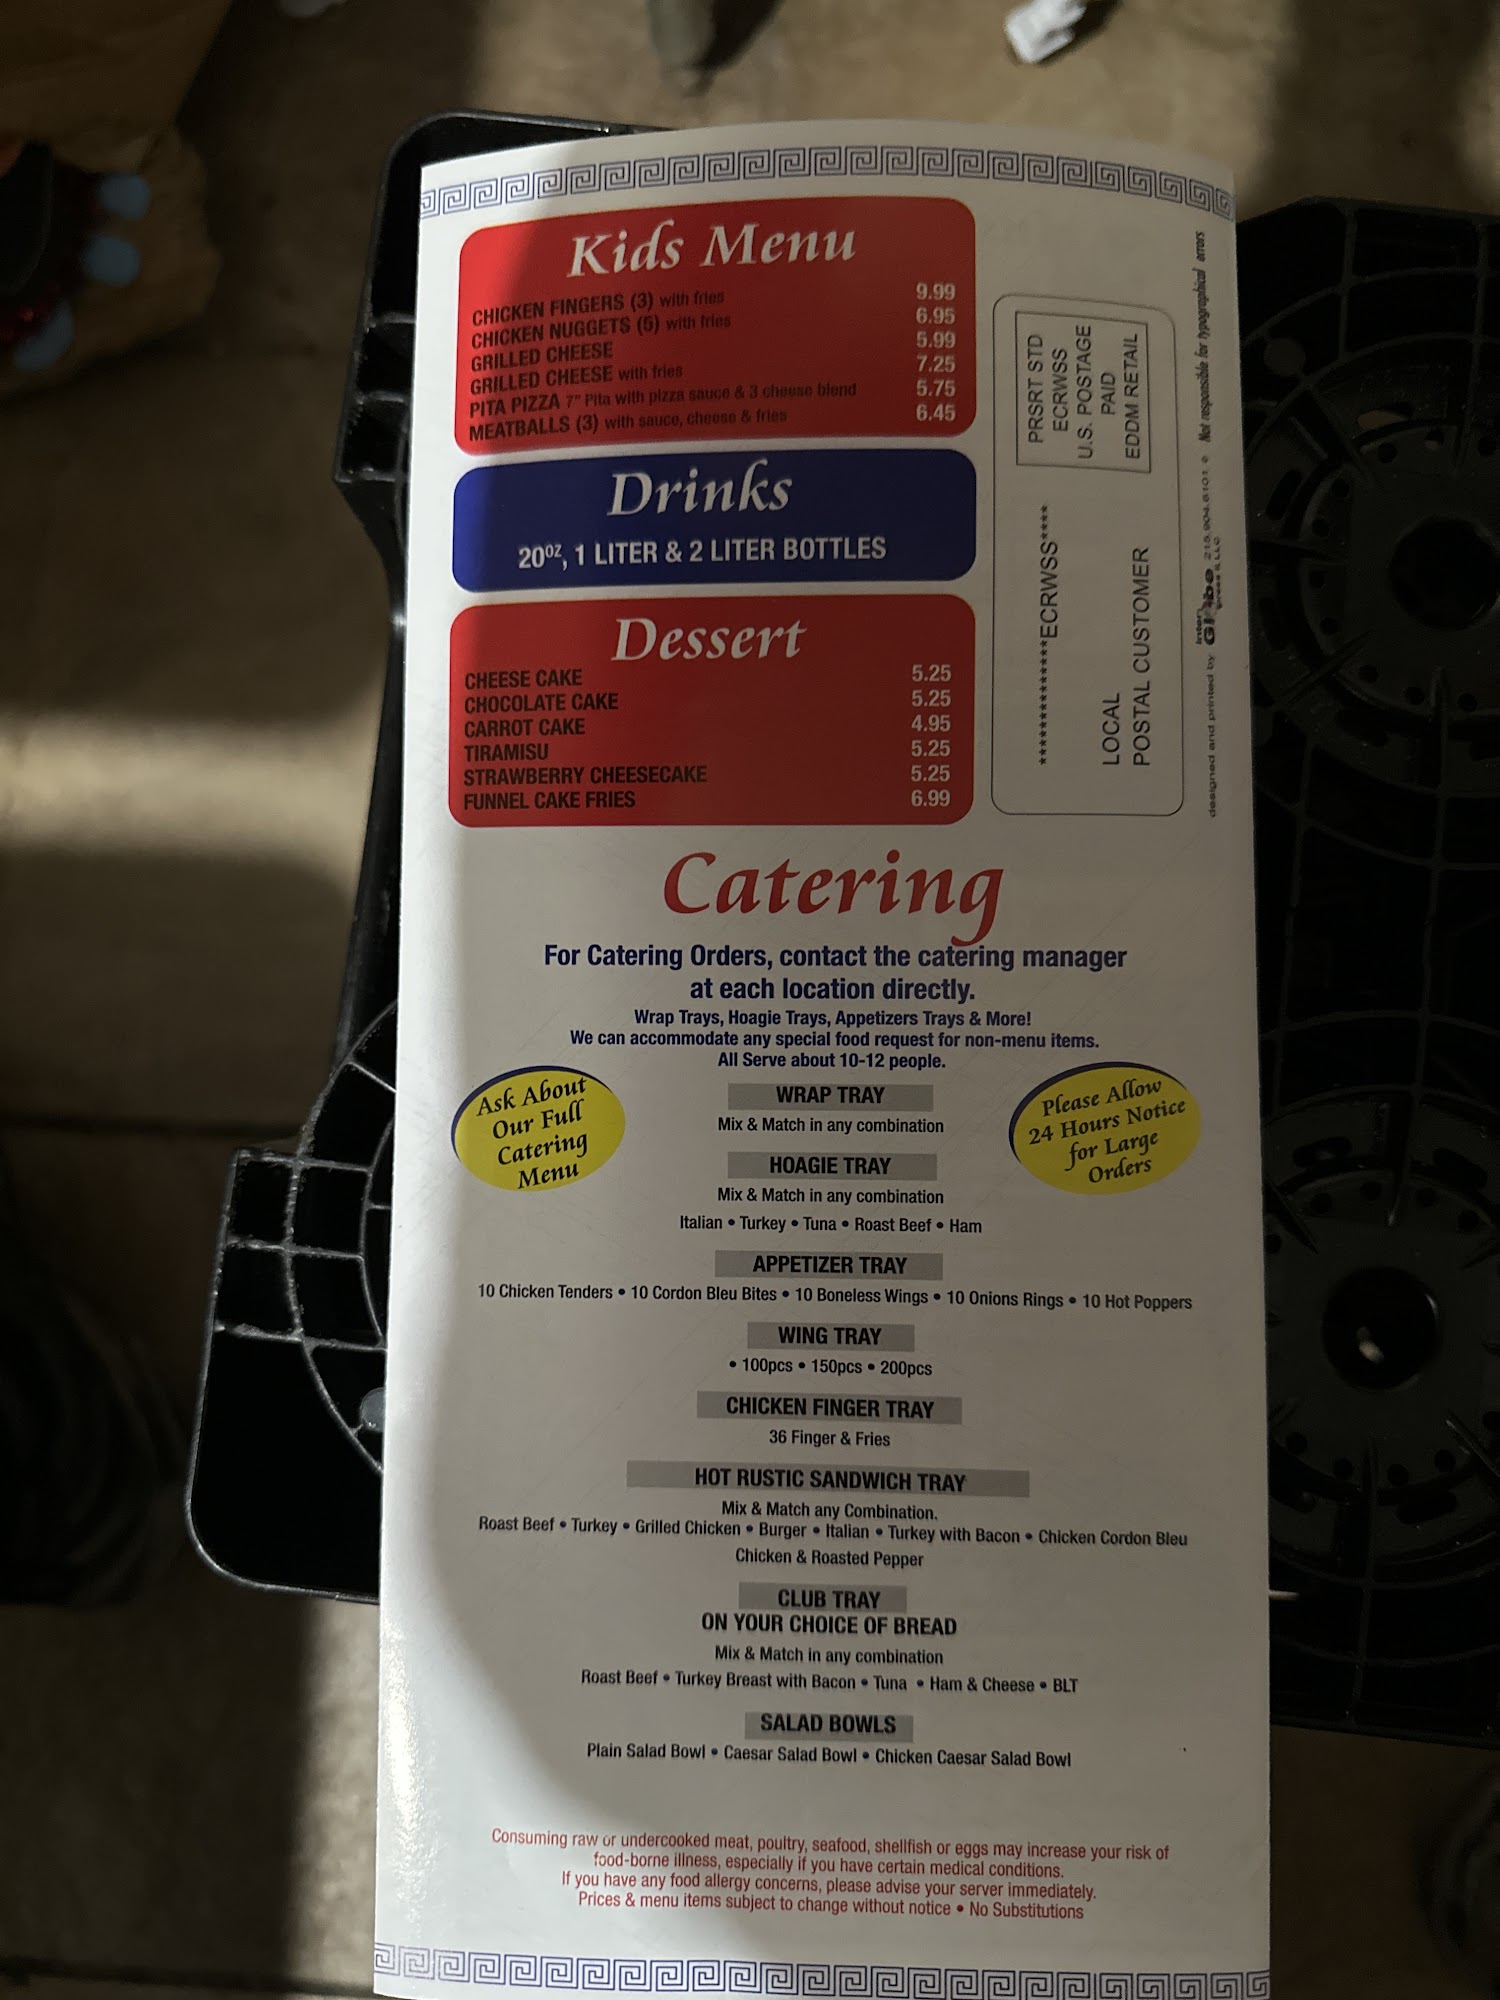 Kids Menu
CHICKEN FINGERS (3) with fries 9.99
CHICKEN NUGGETS (5) with fries 6.95
GRILLED CHEESE 5.99
GRILLED CHEESE with fries 7.25
PITA PIZZA 7" Pita with pizza sauce & 3 cheese blend 5.75
MEATBALLS (3) with sauce, cheese & fries 6.45
Drinks
20oz, 1 LITER & 2 LITER BOTTLES
Dessert
CHEESE CAKE 5.25
CHOCOLATE CAKE 5.25
CARROT CAKE 4.95
TIRAMISU 5.25
STRAWBERRY CHEESECAKE 5.25
FUNNEL CAKE FRIES 6.99
PRSRT STD
ECRWSS
U.S. POSTAGE
PAID
EDDM RETAIL
*************ECRWSS****
LOCAL
POSTAL CUSTOMER
designed and printed by Not responsible for typographical errors
Catering
For Catering Orders, contact the catering manager
at each location directly.
Wrap Trays, Hoagie Trays, Appetizers Trays & More!
We can accommodate any special food request for non-menu items.
All Serve about 10-12 people.
Ask About
Our Full
Catering
Menu
Please Allow
24 Hours Notice
for Large
Orders
WRAP TRAY
Mix & Match in any combination
HOAGIE TRAY
Mix & Match in any combination
Italian • Turkey • Tuna • Roast Beef • Ham
APPETIZER TRAY
10 Chicken Tenders • 10 Cordon Bleu Bites • 10 Boneless Wings • 10 Onions Rings • 10 Hot Poppers
WING TRAY
• 100pcs • 150pcs • 200pcs
CHICKEN FINGER TRAY
36 Finger & Fries
HOT RUSTIC SANDWICH TRAY
Mix & Match any Combination.
Roast Beef • Turkey • Grilled Chicken • Burger • Italian • Turkey with Bacon • Chicken Cordon Bleu
Chicken & Roasted Pepper
CLUB TRAY
ON YOUR CHOICE OF BREAD
Mix & Match in any combination
Roast Beef • Turkey Breast with Bacon • Tuna • Ham & Cheese • BLT
SALAD BOWLS
Plain Salad Bowl • Caesar Salad Bowl • Chicken Caesar Salad Bowl
Consuming raw or undercooked meat, poultry, seafood, shellfish or eggs may increase your risk of
food-borne illness, especially if you have certain medical conditions.
If you have any food allergy concerns, please advise your server immediately.
Prices & menu items subject to change without notice • No Substitutions